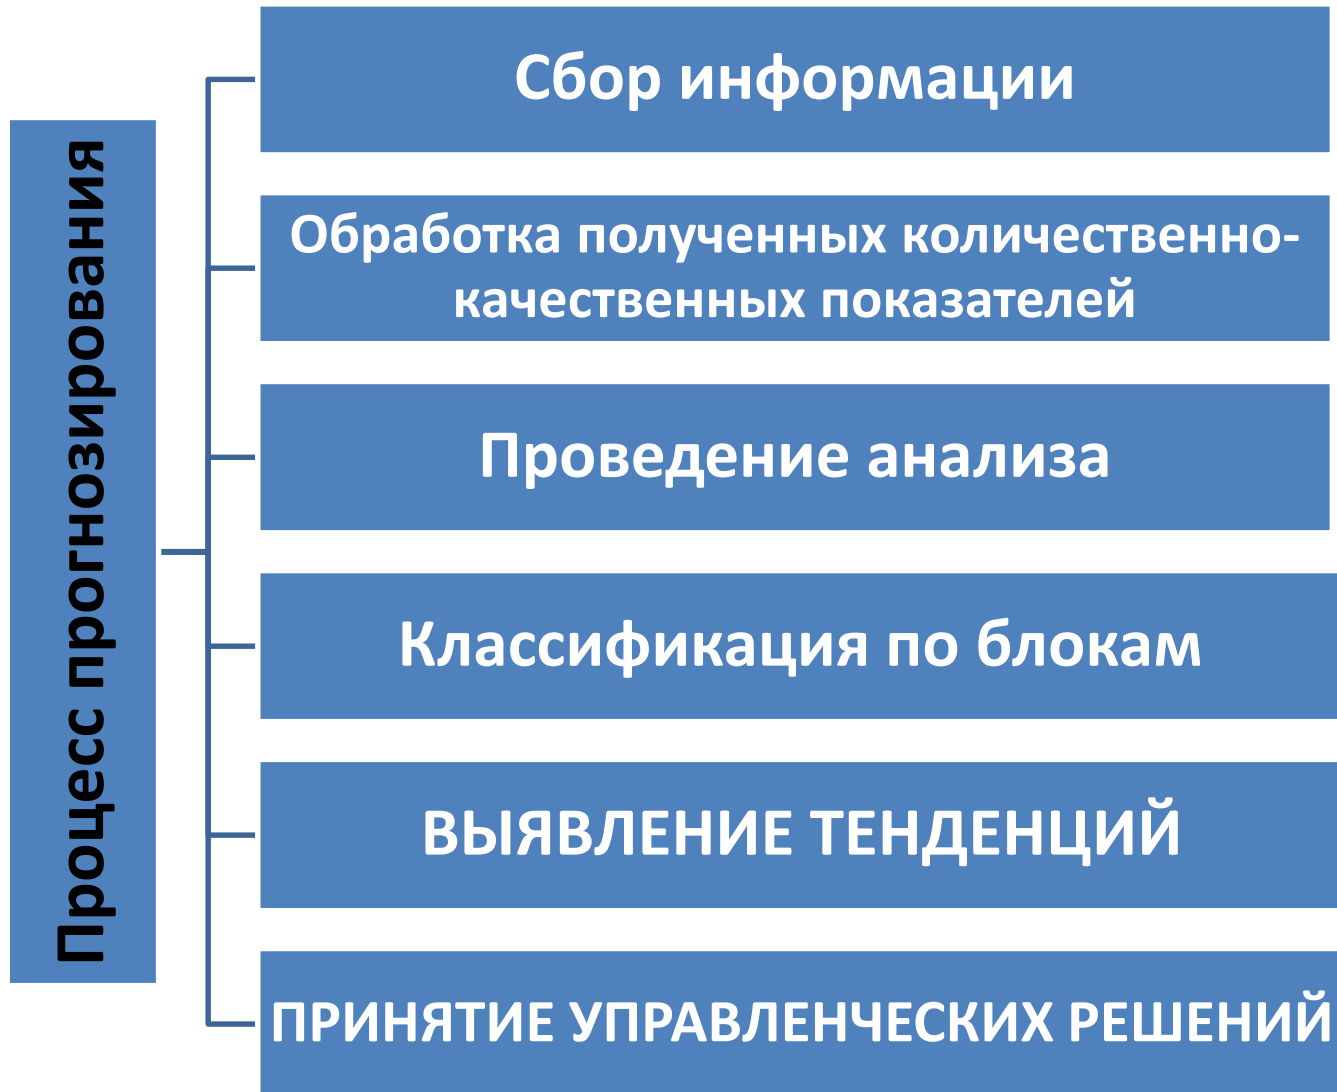 Процесс прогнозирования
Сбор информации
Обработка полученных количественно-
качественных показателей
Проведение анализа
Классификация по блокам
ВЫЯВЛЕНИЕ ТЕНДЕНЦИЙ
ПРИНЯТИЕ УПРАВЛЕНЧЕСКИХ РЕШЕНИЙ